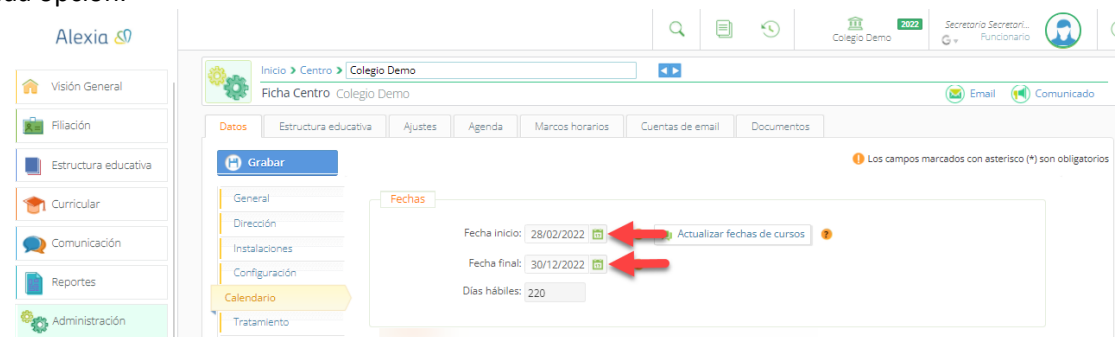 opción.
Alexia
Colegio Demo
2022
Secretario Secretari...
G
Funcionario
Visión General
Filiación
Estructura educativa
Curricular
Comunicación
Reportes
Administración
Inicio > Centro > Colegio Demo
Ficha Centro Colegio Demo
Email
Comunicado
Datos
Estructura educativa
Ajustes
Agenda
Marcos horarios
Cuentas de email
Documentos
Grabar
Los campos marcados con asterisco (*) son obligatorios
General
Dirección
Instalaciones
Configuración
Calendario
Tratamiento
Fechas
Fecha inicio: 28/02/2022
Actualizar fechas de cursos
Fecha final: 30/12/2022
Días hábiles: 220